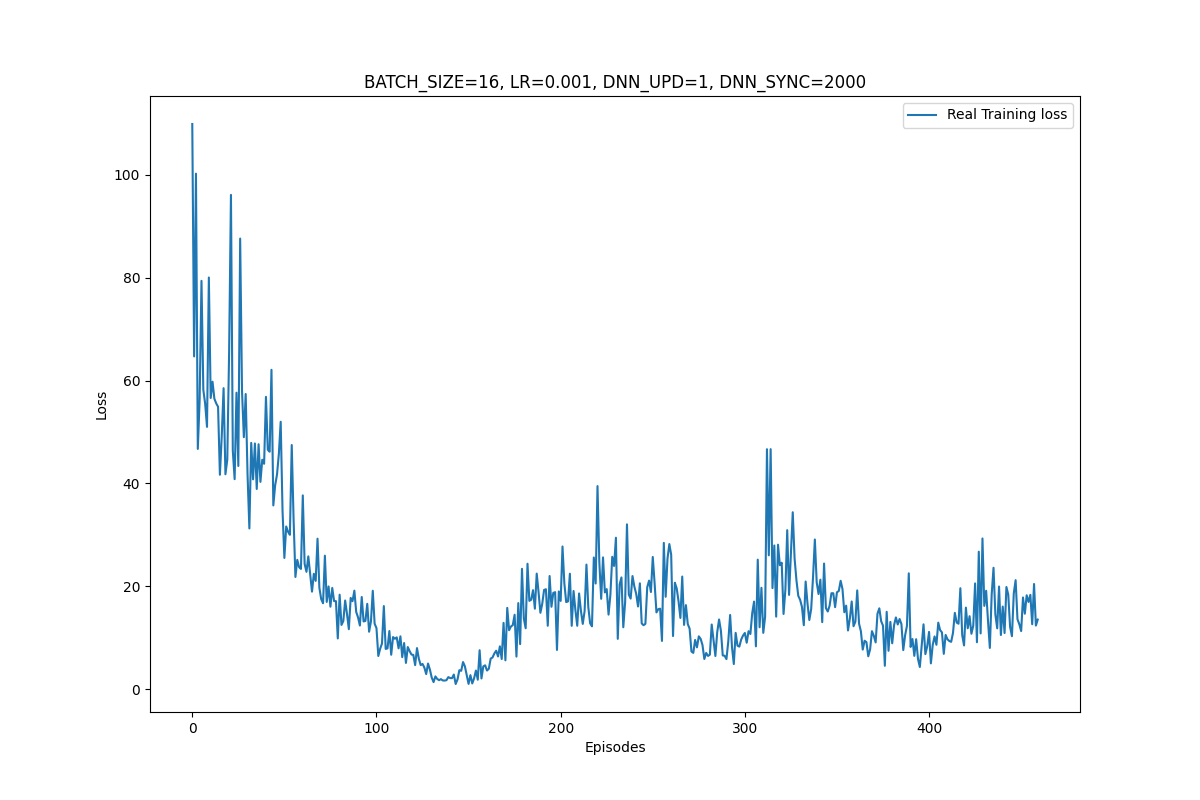 BATCH_SIZE=16, LR=0.001, DNN_UPD=1, DNN_SYNC=2000
Real Training loss
100
80
60
40
20
0
Loss
0 100 200 300 400
Episodes